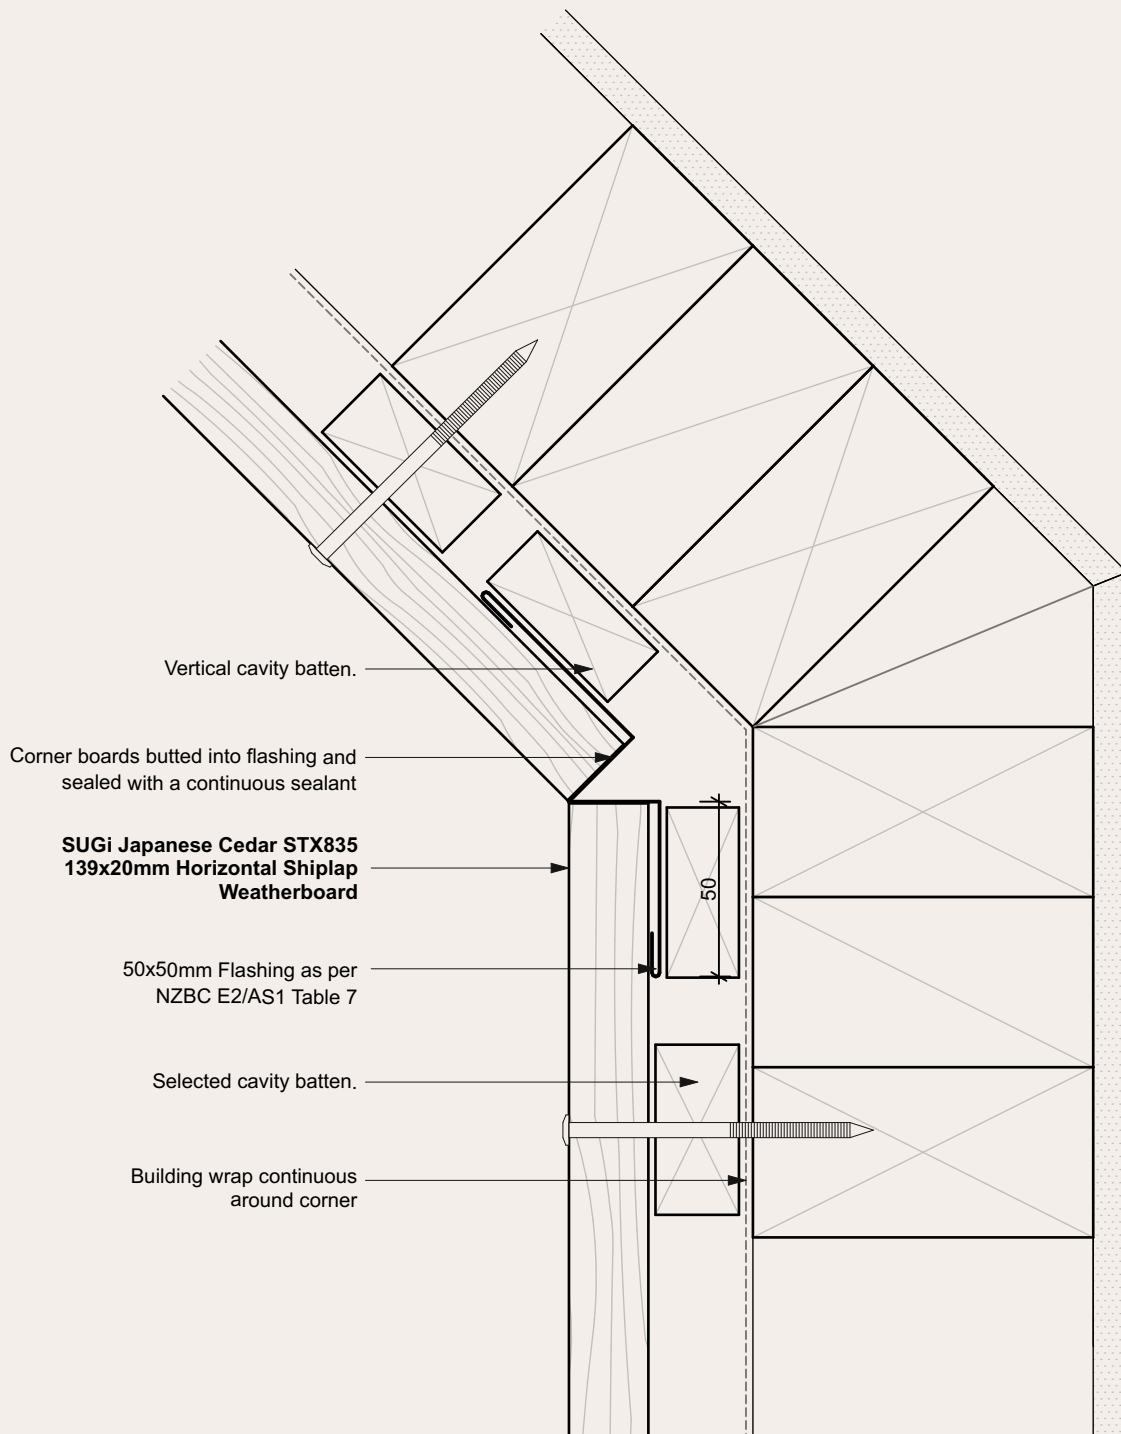 Vertical cavity batten.
Corner boards butted into flashing and
sealed with a continuous sealant
SUGi Japanese Cedar STX835
139x20mm Horizontal Shiplap
Weatherboard
50
50x50mm Flashing as per
NZBC E2/AS1 Table 7
Selected cavity batten.
Building wrap continuous
around corner